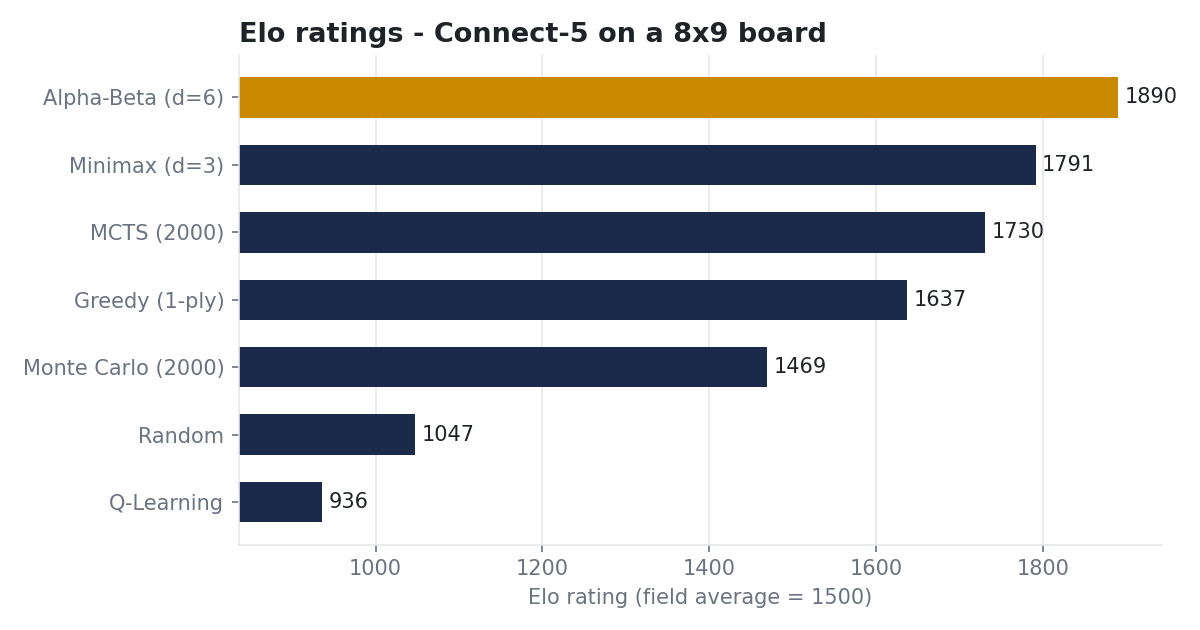 Elo ratings - Connect-5 on a 8x9 board
Alpha-Beta (d=6) 1890
Minimax (d=3) 1791
MCTS (2000) 1730
Greedy (1-ply) 1637
Monte Carlo (2000) 1469
Random 1047
Q-Learning 936
1000 1200 1400 1600 1800
Elo rating (field average = 1500)